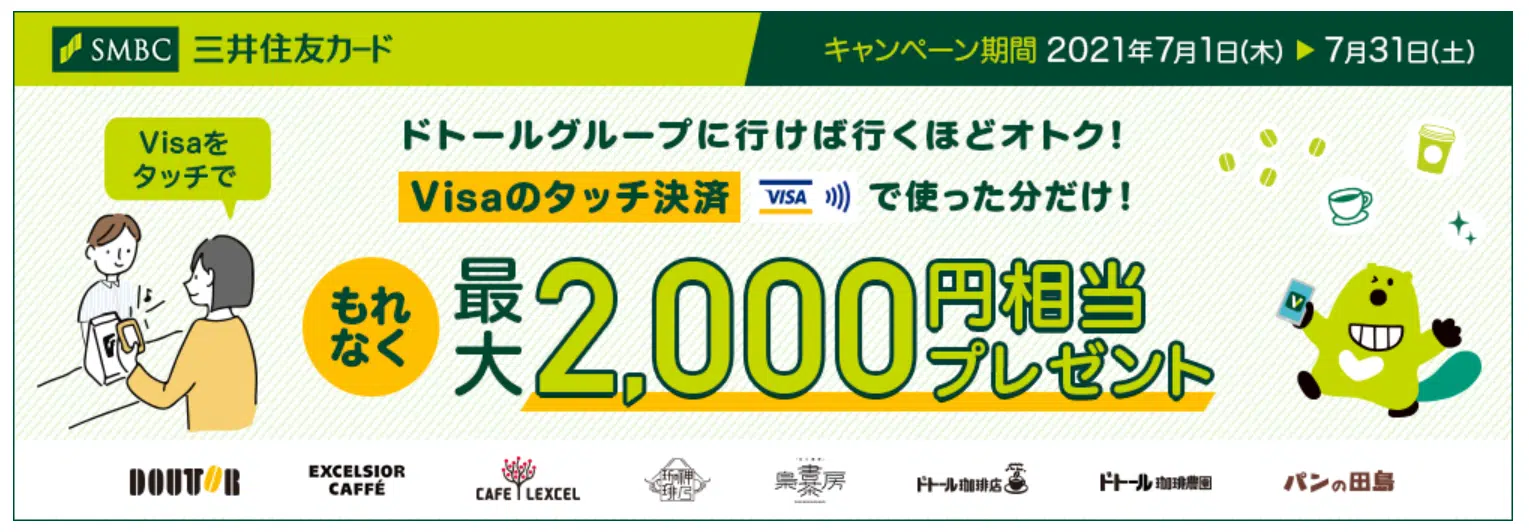 SMBC 三井住友カード
キャンペーン期間 2021年7月1日(木) ▶ 7月31日(土)
Visaを
タッチで
ドトールグループに行けば行くほどオトク!
Visaのタッチ決済 VISA で使った分だけ!
もれ
なく
最大2,000円相当
プレゼント
V
DOUTOR
EXCELSIOR
CAFFÉ
CAFE LEXCEL
梟書茶房
ドトール珈琲店
ドトール珈琲農園
パンの田島